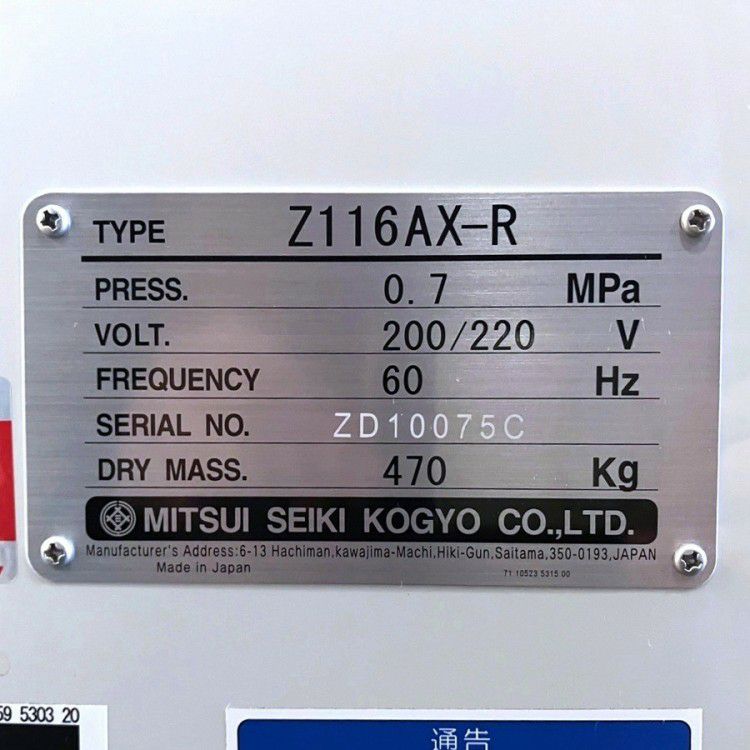 TYPE Z116AX-R
PRESS. 0.7 MPa
VOLT. 200/220 V
FREQUENCY 60 Hz
SERIAL NO. ZD10075C
DRY MASS. 470 Kg
MITSUI SEIKI KOGYO CO.,LTD.
Manufacturer's Address:6-13 Hachiman,kawajima-Machi,Hiki-Gun.Saitama,350-0193,JAPAN
Made in Japan 71 10523 5315 00
59 5303 20
通告